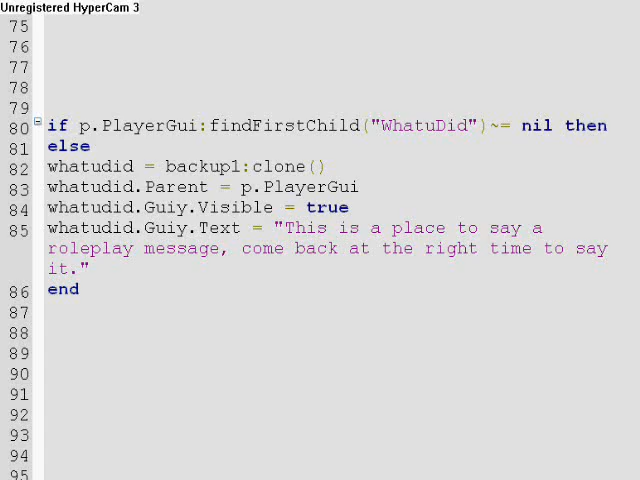 Unregistered HyperCam 3
75
76
77
78
79
80 if p.PlayerGui:findFirstChild("WhatuDid")~= nil then
81 else
82 whatudid = backup1:clone()
83 whatudid.Parent = p.PlayerGui
84 whatudid.Guiy.Visible = true
85 whatudid.Guiy.Text = "This is a place to say a
roleplay message, come back at the right time to say
it."
86 end
87
88
89
90
91
92
93
94
95